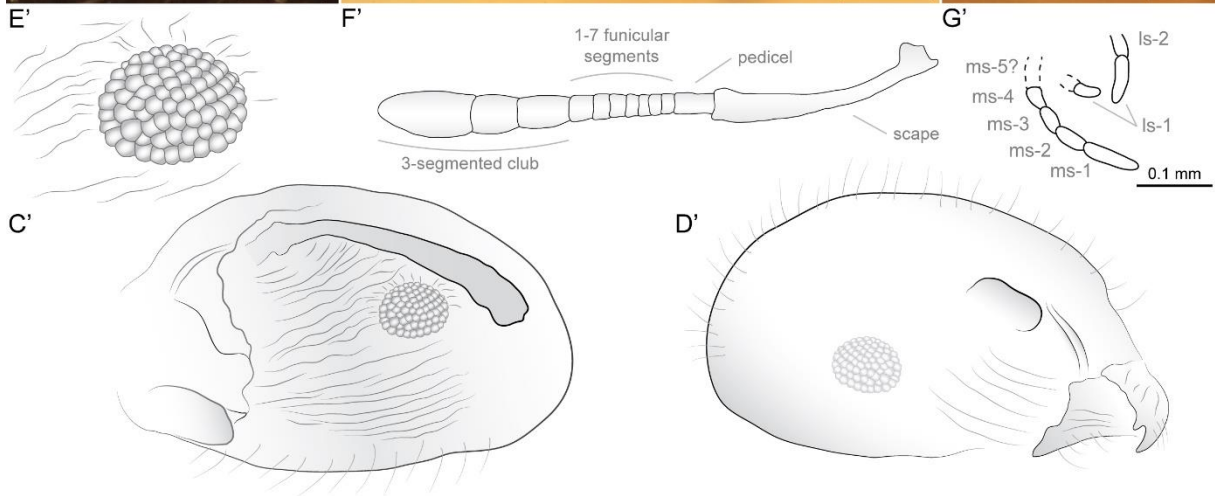 E’
F’
1-7 funicular
segments
pedicel
scape
3-segmented club
G’
ls-2
ms-5?
ms-4
ms-3
ms-2
ms-1
ls-1
0.1 mm
C’
D’